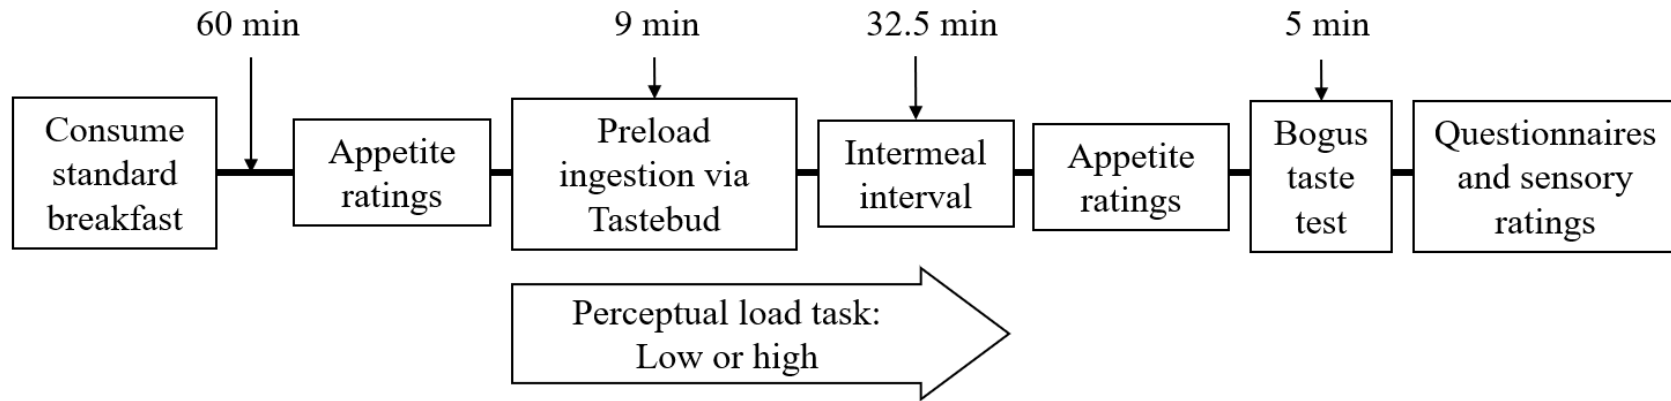 60 min
9 min
32.5 min
5 min
Consume
standard
breakfast
Appetite
ratings
Preload
ingestion via
Tastebud
Intermeal
interval
Appetite
ratings
Bogus
taste
test
Questionnaires
and sensory
ratings
Perceptual load task:
Low or high